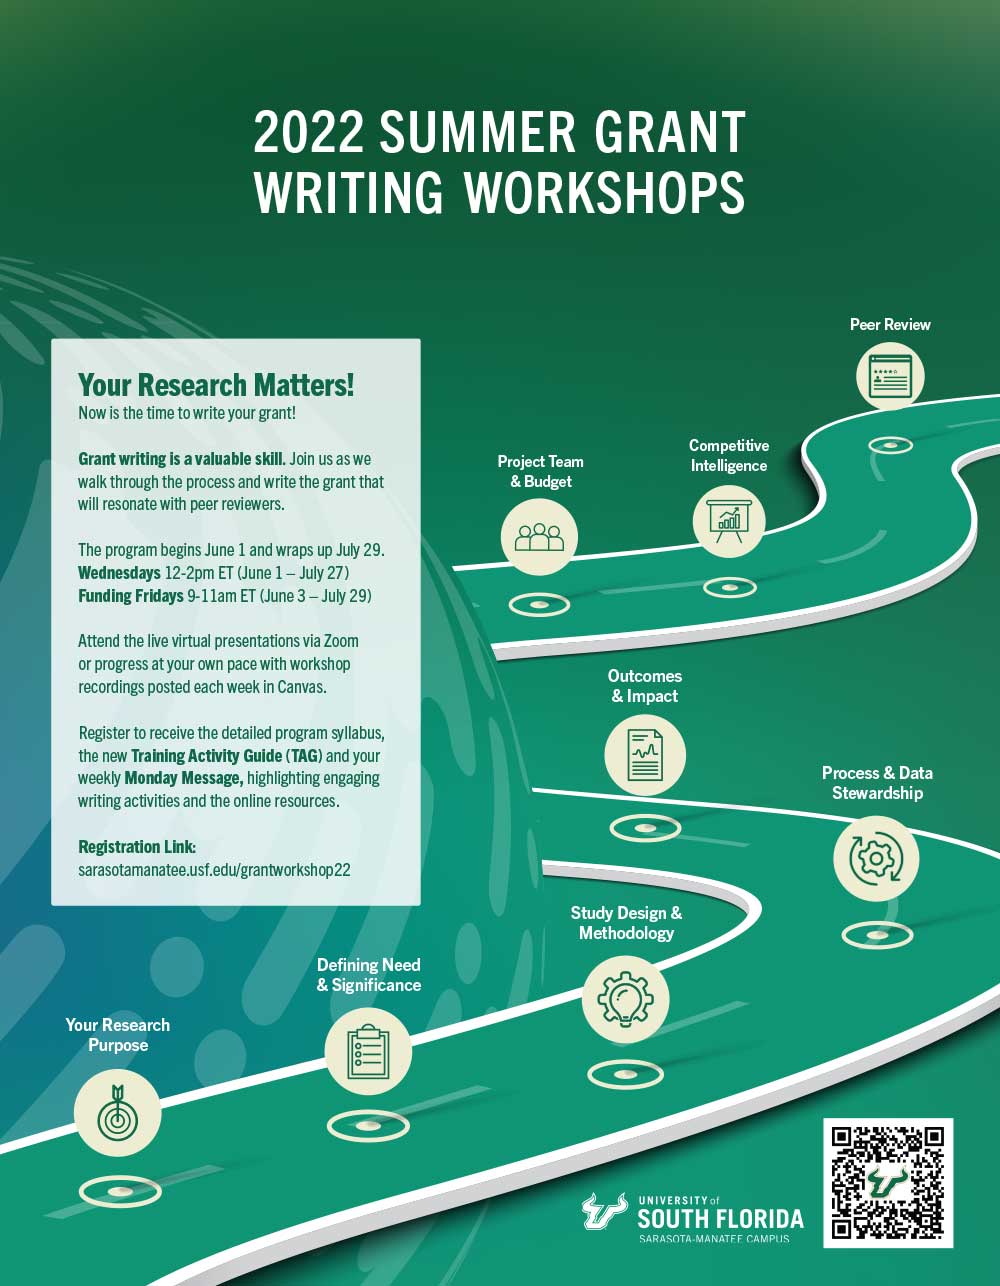 2022 SUMMER GRANT
WRITING WORKSHOPS
Your Research Matters!
Now is the time to write your grant!
Grant writing is a valuable skill. Join us as we
walk through the process and write the grant that
will resonate with peer reviewers.
The program begins June 1 and wraps up July 29.
Wednesdays 12-2pm ET (June 1 – July 27)
Funding Fridays 9-11am ET (June 3 – July 29)
Attend the live virtual presentations via Zoom
or progress at your own pace with workshop
recordings posted each week in Canvas.
Register to receive the detailed program syllabus,
the new Training Activity Guide (TAG) and your
weekly Monday Message, highlighting engaging
writing activities and the online resources.
Registration Link:
sarasotamanatee.usf.edu/grantworkshop22
Peer Review
Competitive
Intelligence
Project Team
& Budget
Outcomes
& Impact
Process & Data
Stewardship
Study Design &
Methodology
Defining Need
& Significance
Your Research
Purpose
UNIVERSITY of
SOUTH FLORIDA
SARASOTA-MANATEE CAMPUS